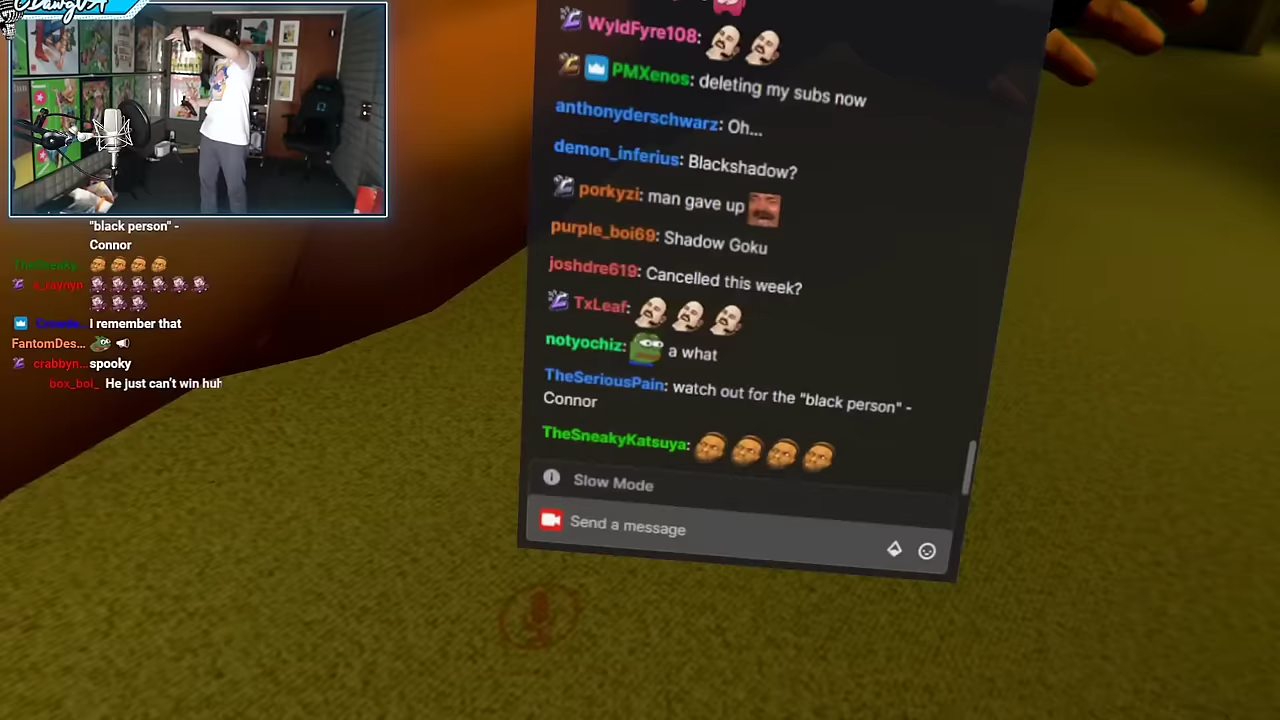 CDawgVA
"black person" -
Connor
I remember that
FantomDes...
crabbyn... spooky
box_boi_ He just can't win huh
WyldFyre108:
PMXenos: deleting my subs now
anthonyderschwarz: Oh...
demon_inferius: Blackshadow?
porkyzi: man gave up
purple_boi69: Shadow Goku
joshdre619: Cancelled this week?
TxLeaf:
notyochiz: a what
TheSeriousPain: watch out for the "black person" -
Connor
TheSneakyKatsuya:
Slow Mode
Send a message